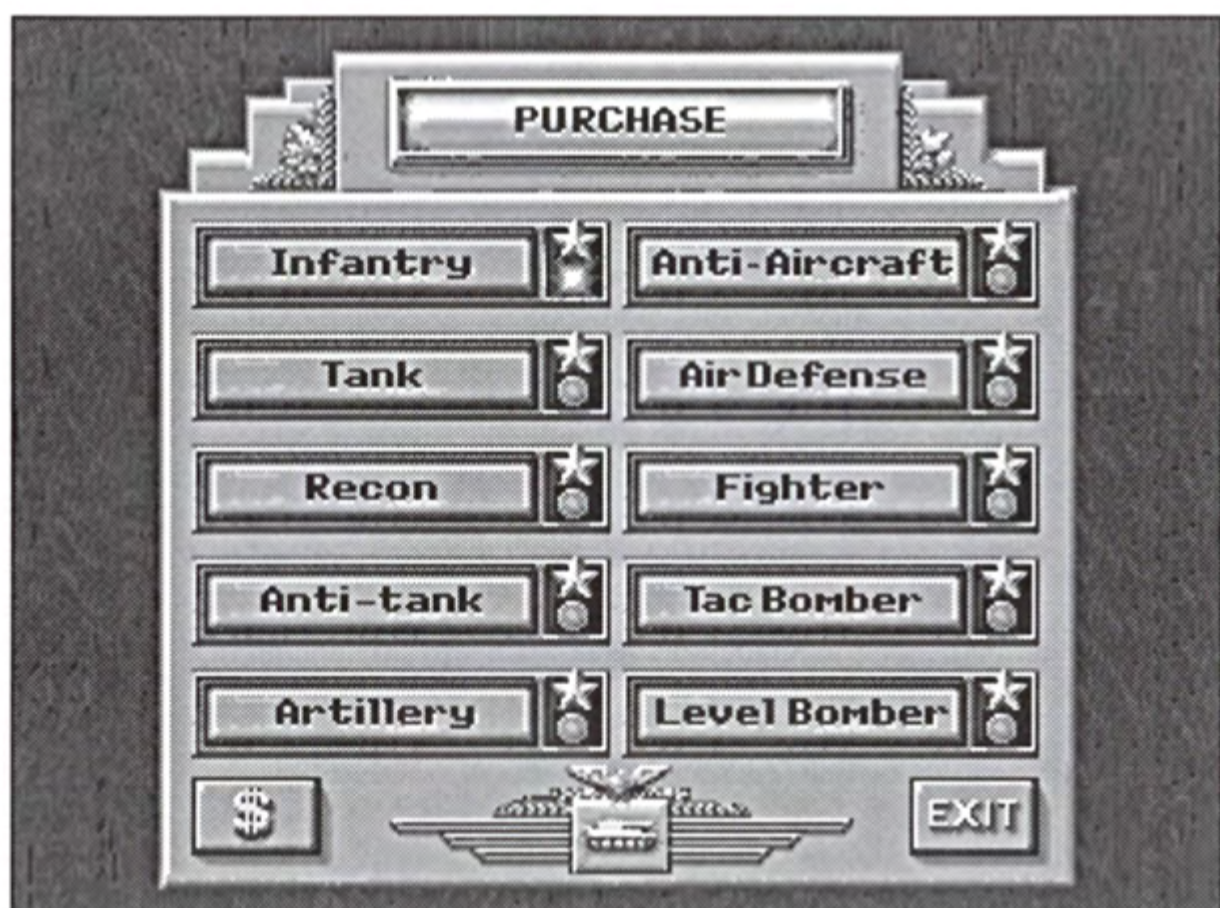 PURCHASE
Infantry
Anti-Aircraft
Tank
Air Defense
Recon
Fighter
Anti-tank
Tac Bomber
Artillery
Level Bomber
$
EXIT